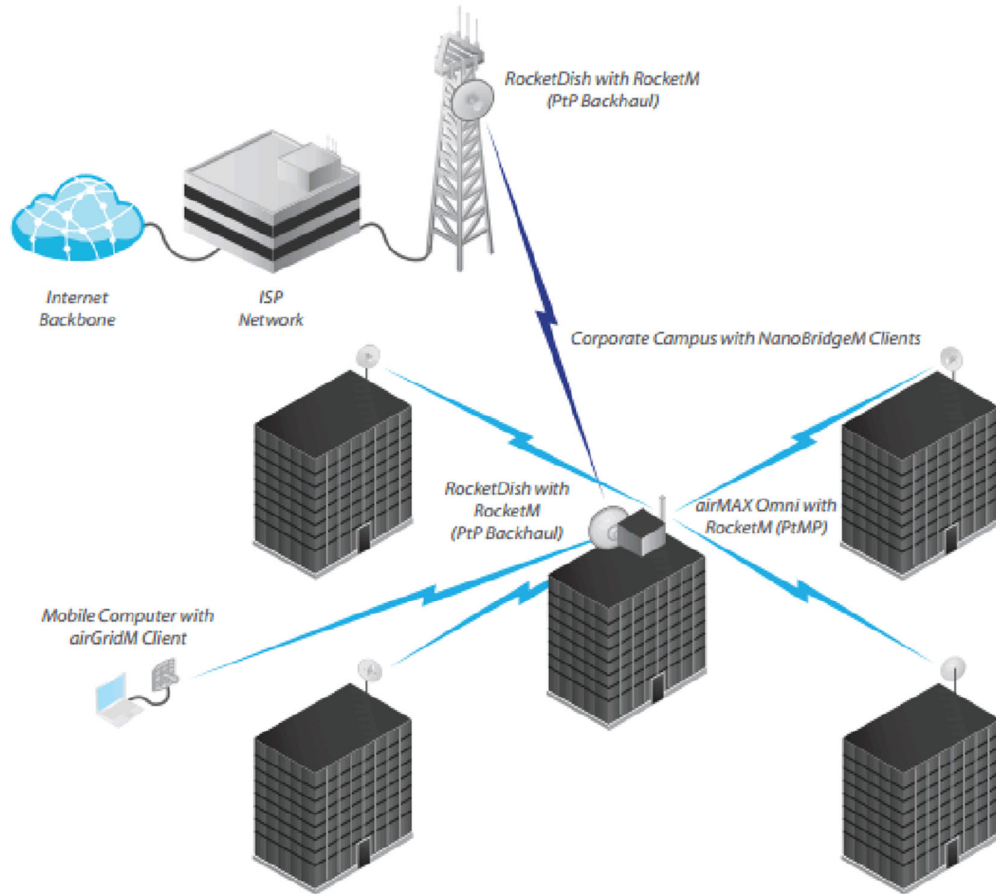 RocketDish with RocketM
(PtP Backhaul)
Internet
Backbone
ISP
Network
Corporate Campus with NanoBridgeM Clients
RocketDish with
RocketM
(PtP Backhaul)
airMAX Omni with
RocketM (PtMP)
Mobile Computer with
airGridM Client